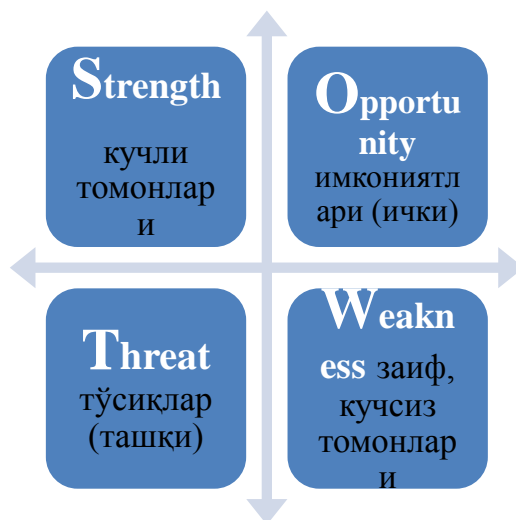 Strength
кучли
томонлар
и
Opportu
nity
имкониятл
ари (ички)
Threat
тўсиқлар
(ташқи)
Weakn
ess заиф,
кучсиз
томонлар
и